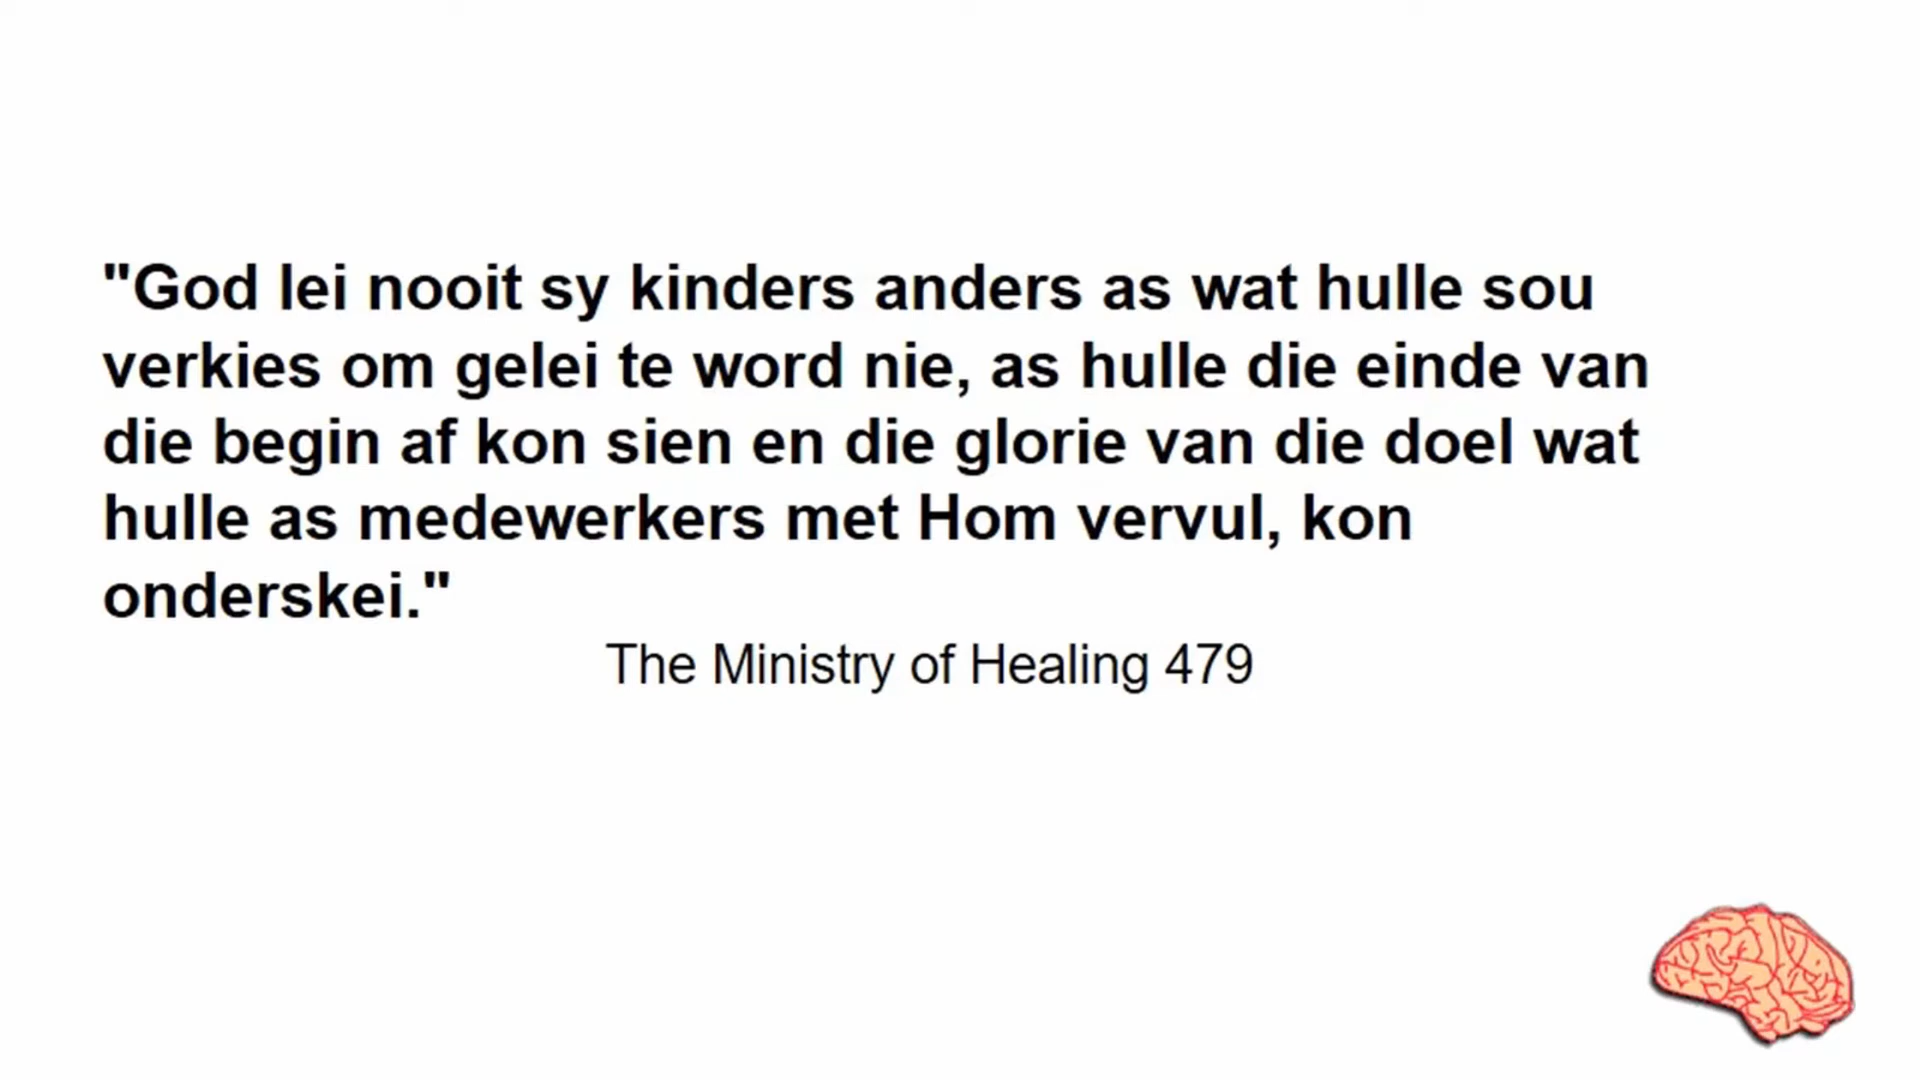 "God lei nooit sy kinders anders as wat hulle sou
verkies om gelei te word nie, as hulle die einde van
die begin af kon sien en die glorie van die doel wat
hulle as medewerkers met Hom vervul, kon
onderskei."
The Ministry of Healing 479